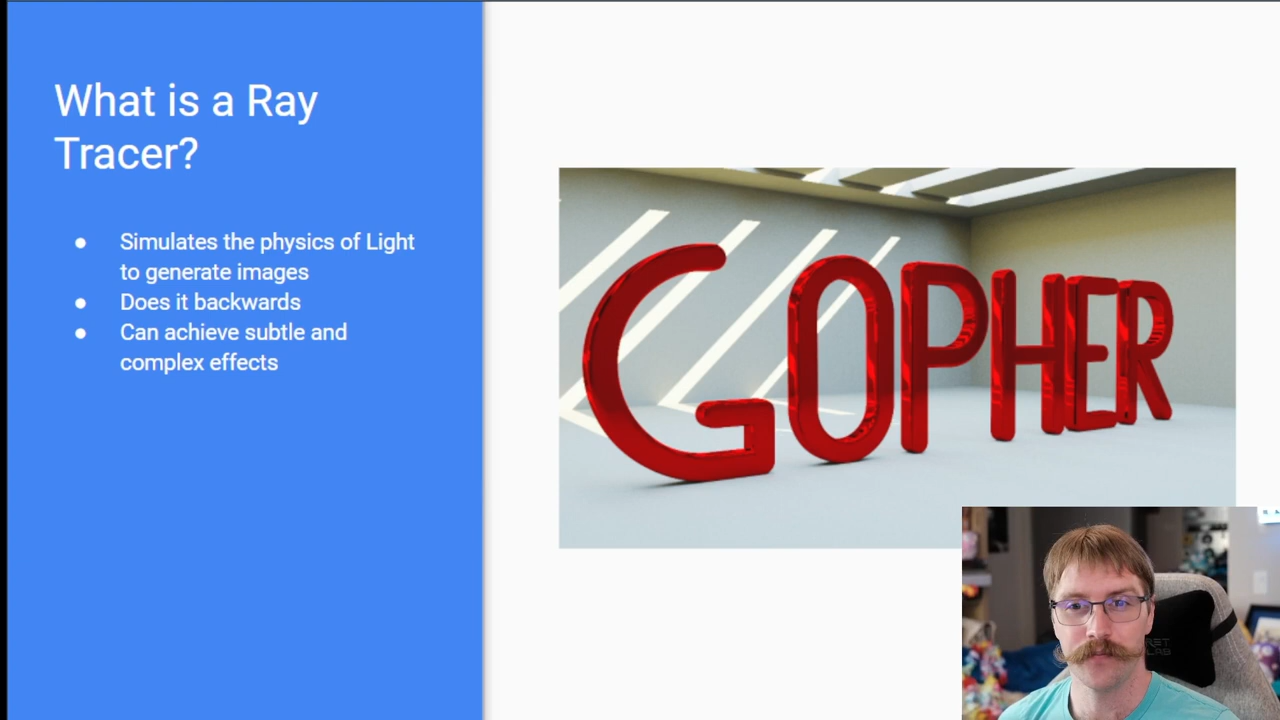 What is a Ray
Tracer?
● Simulates the physics of Light
to generate images
● Does it backwards
● Can achieve subtle and
complex effects
GOPHER